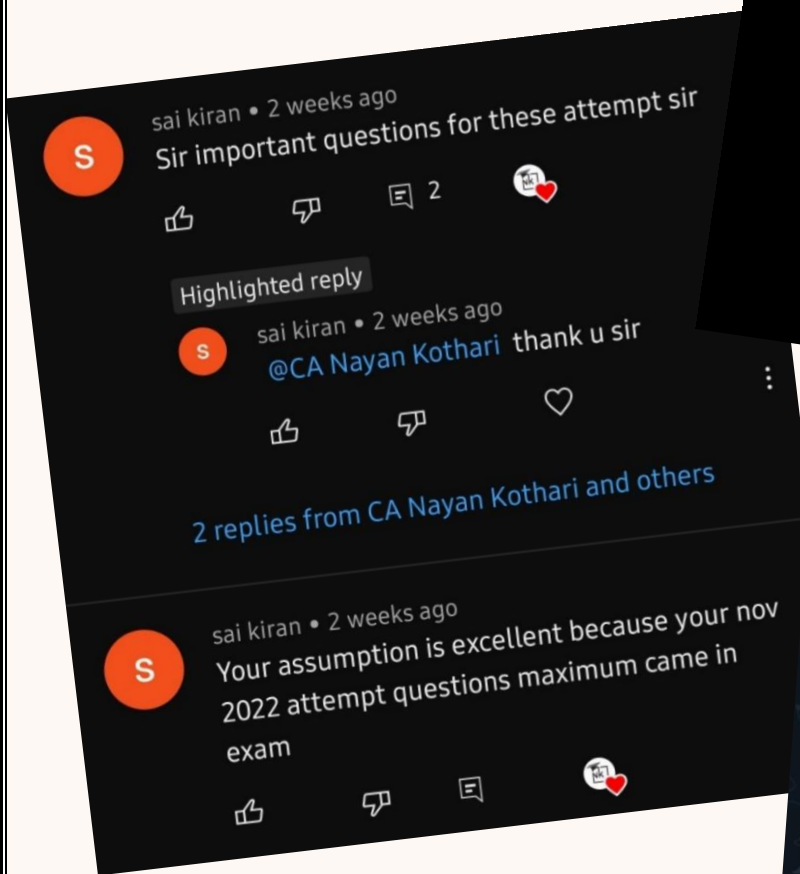 sai kiran • 2 weeks ago
Sir important questions for these attempt sir
2
Highlighted reply
sai kiran • 2 weeks ago
@CA Nayan Kothari thank u sir
2 replies from CA Nayan Kothari and others
sai kiran • 2 weeks ago
Your assumption is excellent because your nov
2022 attempt questions maximum came in
exam
S
S
S
NK
NK